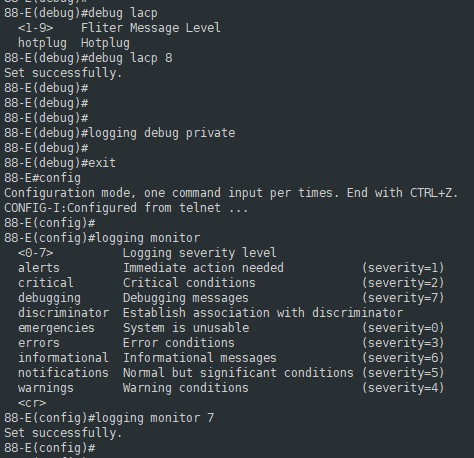 88-E(debug)#
88-E(debug)#debug lacp
  <1-9>    Fliter Message Level
  hotplug  Hotplug
88-E(debug)#debug lacp 8
Set successfully.
88-E(debug)#
88-E(debug)#
88-E(debug)#
88-E(debug)#logging debug private
88-E(debug)#
88-E(debug)#exit
88-E#config
Configuration mode, one command input per times. End with CTRL+Z.
CONFIG-I:Configured from telnet ...
88-E(config)#
88-E(config)#logging monitor
  <0-7>          Logging severity level
  alerts         Immediate action needed           (severity=1)
  critical       Critical conditions               (severity=2)
  debugging      Debugging messages                (severity=7)
  discriminator  Establish association with discriminator
  emergencies    System is unusable                (severity=0)
  errors         Error conditions                  (severity=3)
  informational  Informational messages            (severity=6)
  notifications  Normal but significant conditions (severity=5)
  warnings       Warning conditions                (severity=4)
  <cr>
88-E(config)#logging monitor 7
Set successfully.
88-E(config)#